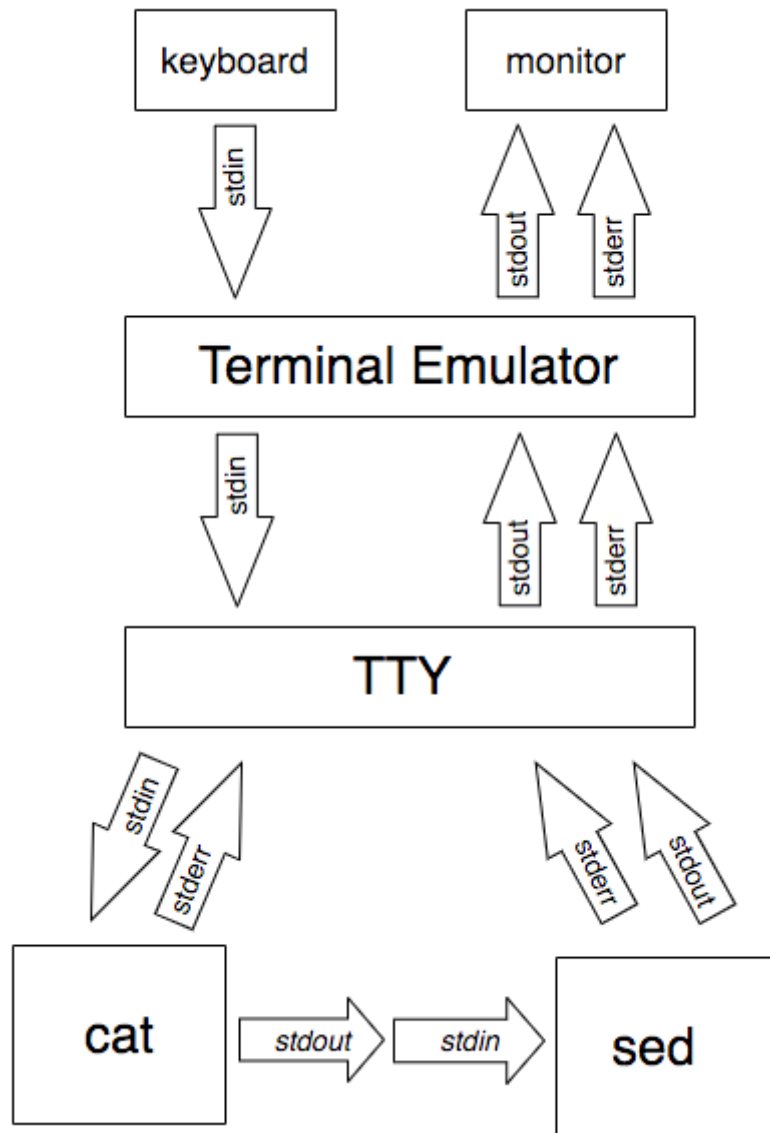 keyboard
monitor
stdin
stdout
stderr
Terminal Emulator
stdin
stdout
stderr
TTY
stdin
stderr
stderr
stdout
cat
stdout
stdin
sed